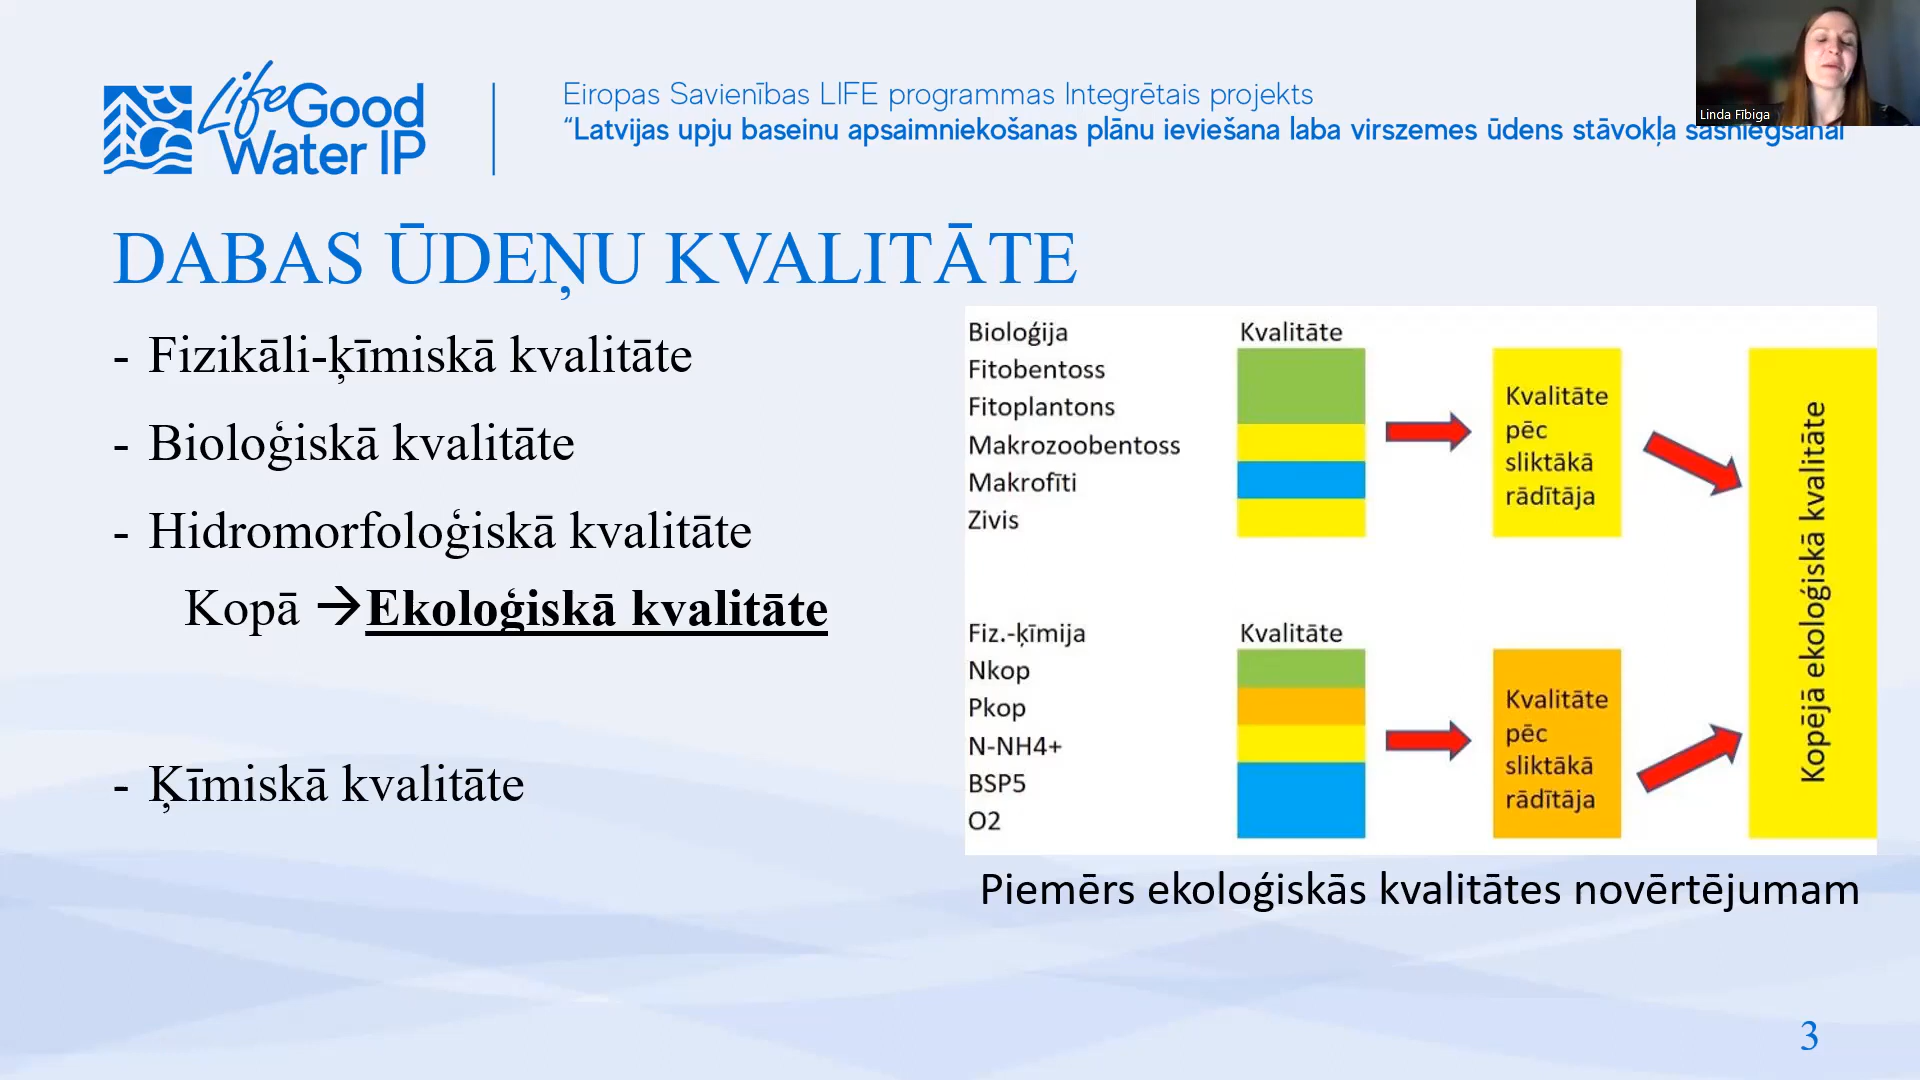 Life Good
Water IP
Eiropas Savienības LIFE programmas Integrētais projekts
“Latvijas upju baseinu apsaimniekošanas plānu ieviešana laba virszemes ūdens stāvokļa sasniegšanai
Linda Fībiga
DABAS ŪDEŅU KVALITĀTE
- Fizikāli-ķīmiskā kvalitāte
- Bioloģiskā kvalitāte
- Hidromorfoloģiskā kvalitāte
Kopā →Ekoloģiskā kvalitāte
- Ķīmiskā kvalitāte
Bioloģija Kvalitāte
Fitobentoss
Fitoplantons
Makrozoobentoss
Makrofīti
Zivis
Kvalitāte
pēc
sliktākā
rādītāja
Fiz.-ķīmija Kvalitāte
Nkop
Pkop
N-NH4+
BSP5
O2
Kvalitāte
pēc
sliktākā
rādītāja
Kopējā ekoloģiskā kvalitāte
Piemērs ekoloģiskās kvalitātes novērtējumam
3